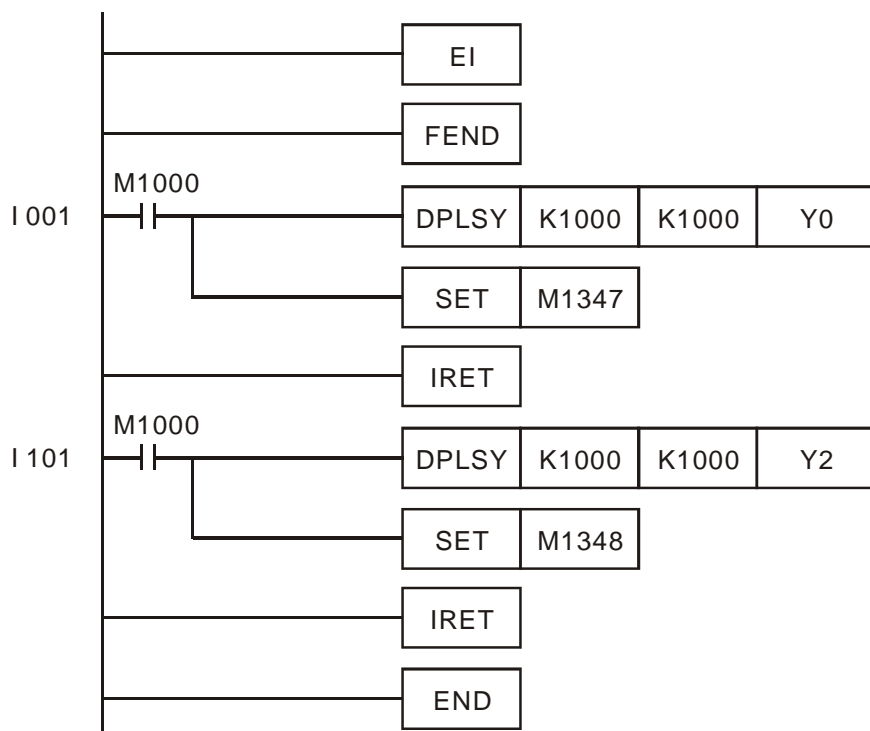 EI
FEND
M1000
I 001
DPLSY K1000 K1000 Y0
SET M1347
IRET
M1000
I 101
DPLSY K1000 K1000 Y2
SET M1348
IRET
END